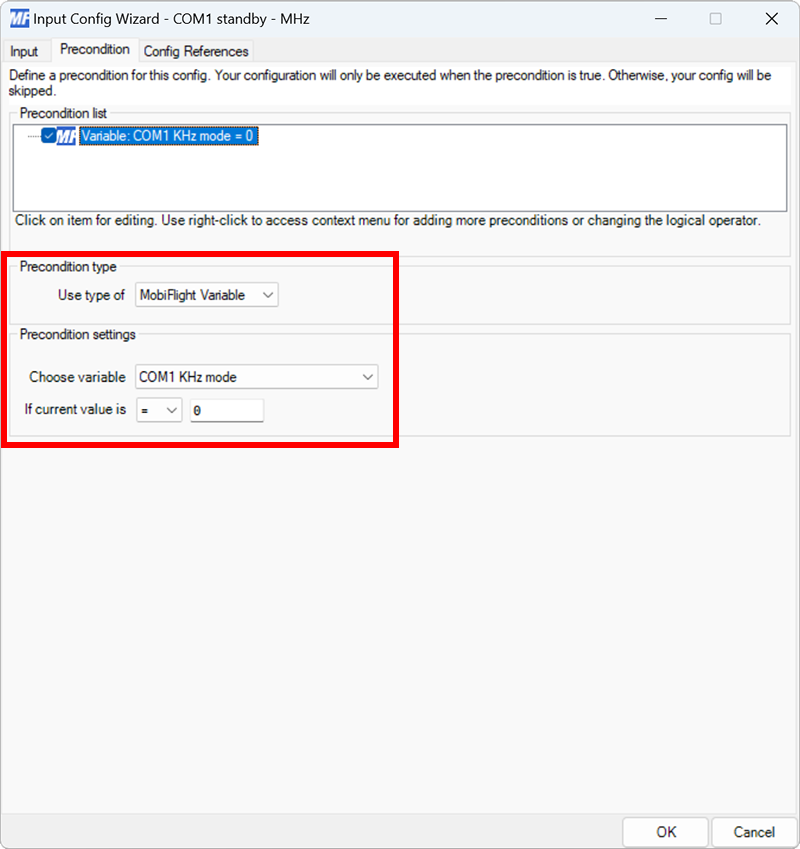 MF Input Config Wizard - COM1 standby - MHz
Input Precondition Config References
Define a precondition for this config. Your configuration will only be executed when the precondition is true. Otherwise, your config will be
skipped.
Precondition list
MF Variable: COM1 KHz mode = 0
Click on item for editing. Use right-click to access context menu for adding more preconditions or changing the logical operator.
Precondition type
Use type of MobiFlight Variable
Precondition settings
Choose variable COM1 KHz mode
If current value is = 0
OK Cancel